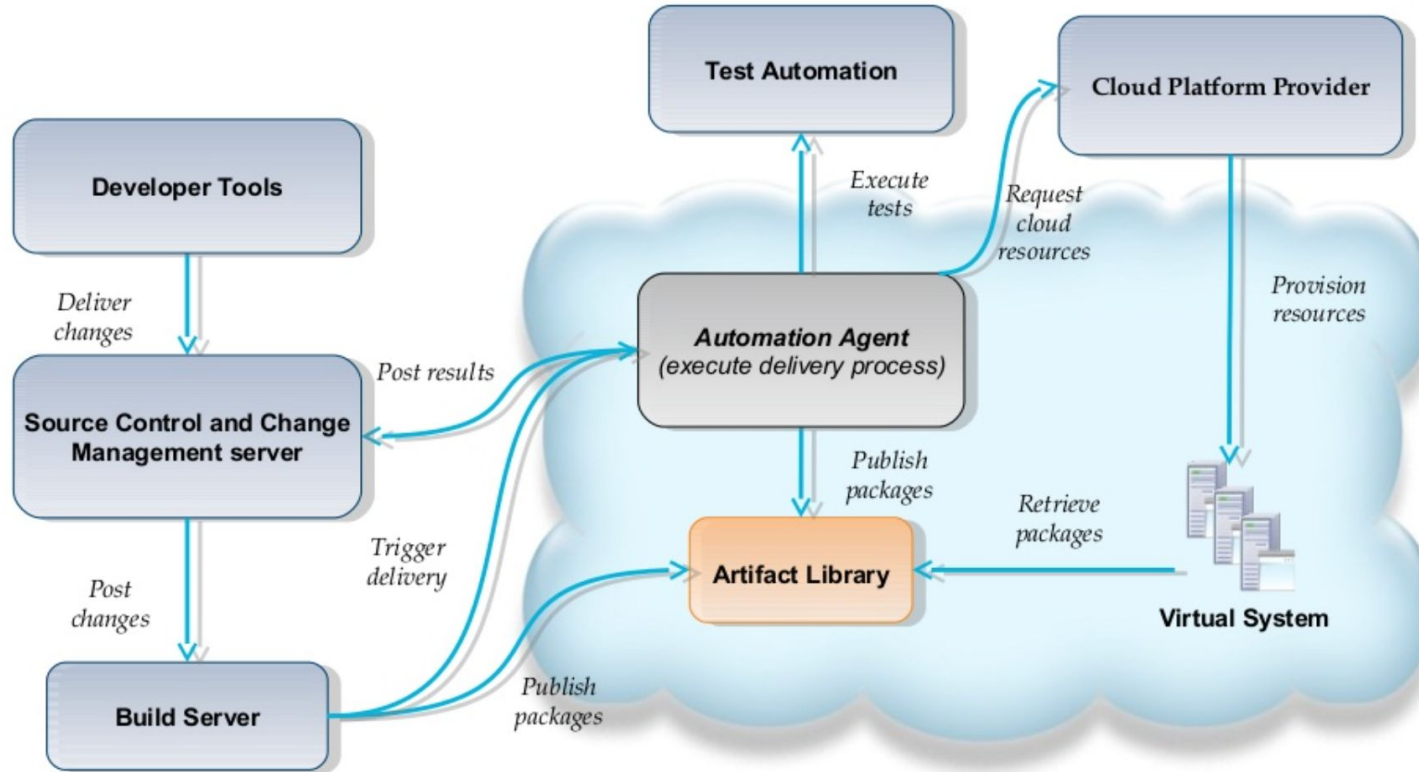 Test Automation
Cloud Platform Provider
Developer Tools
Execute
tests
Request
cloud
resources
Deliver
changes
Provision
resources
Automation Agent
(execute delivery process)
Post results
Source Control and Change
Management server
Publish
packages
Retrieve
packages
Trigger
delivery
Artifact Library
Post
changes
Virtual System
Publish
packages
Build Server